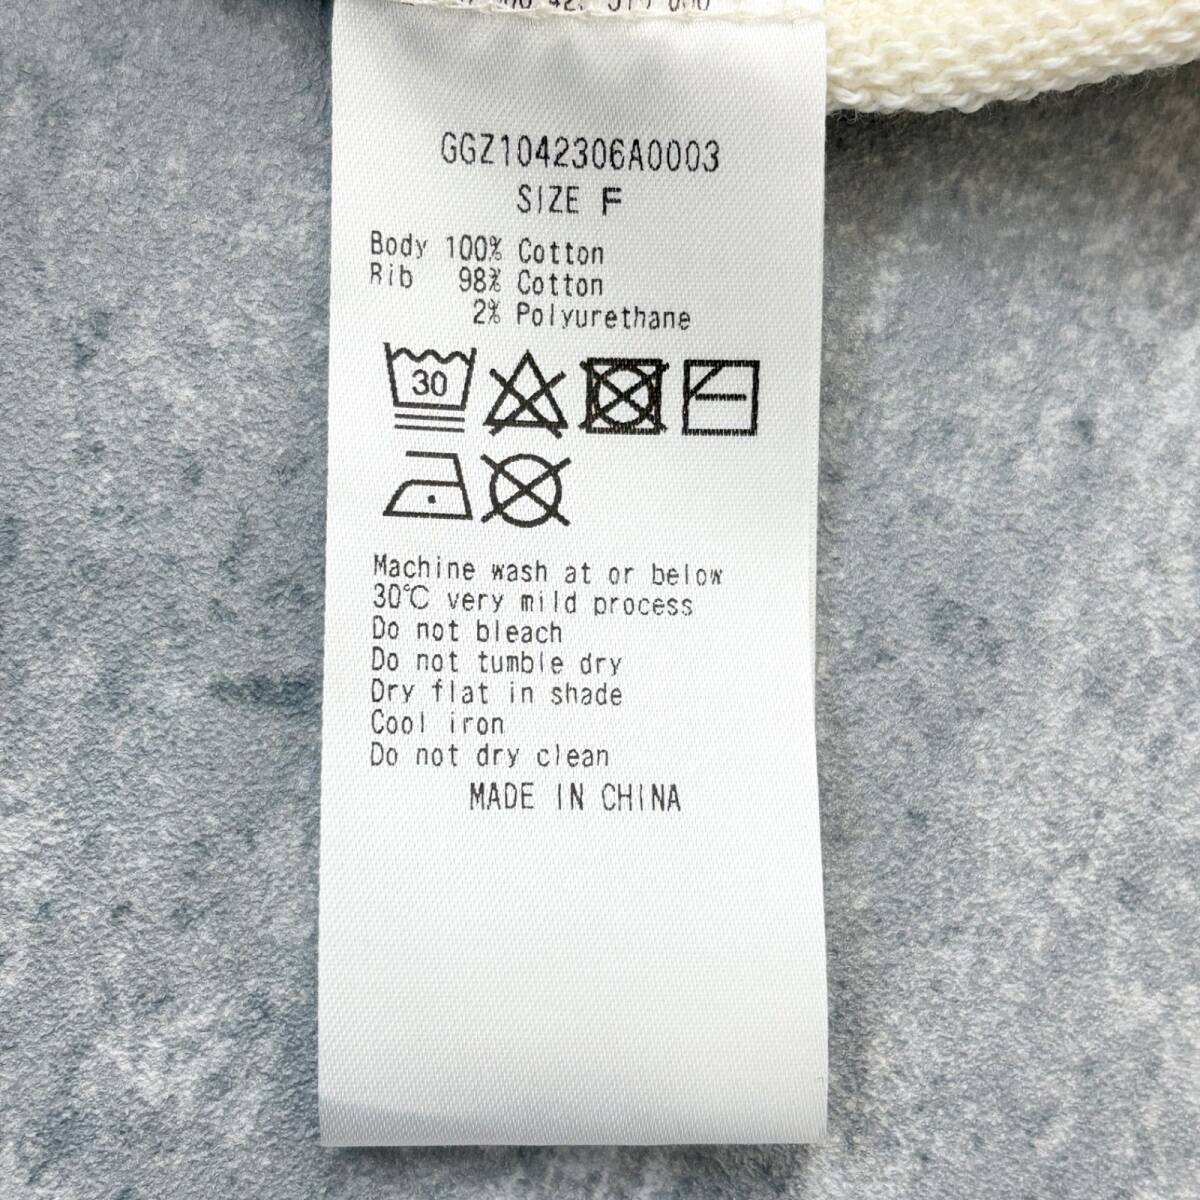 GGZ1042306A0003
SIZE F
Body 100% Cotton
Rib 98% Cotton
2% Polyurethane
30
Machine wash at or below
30℃ very mild process
Do not bleach
Do not tumble dry
Dry flat in shade
Cool iron
Do not dry clean
MADE IN CHINA